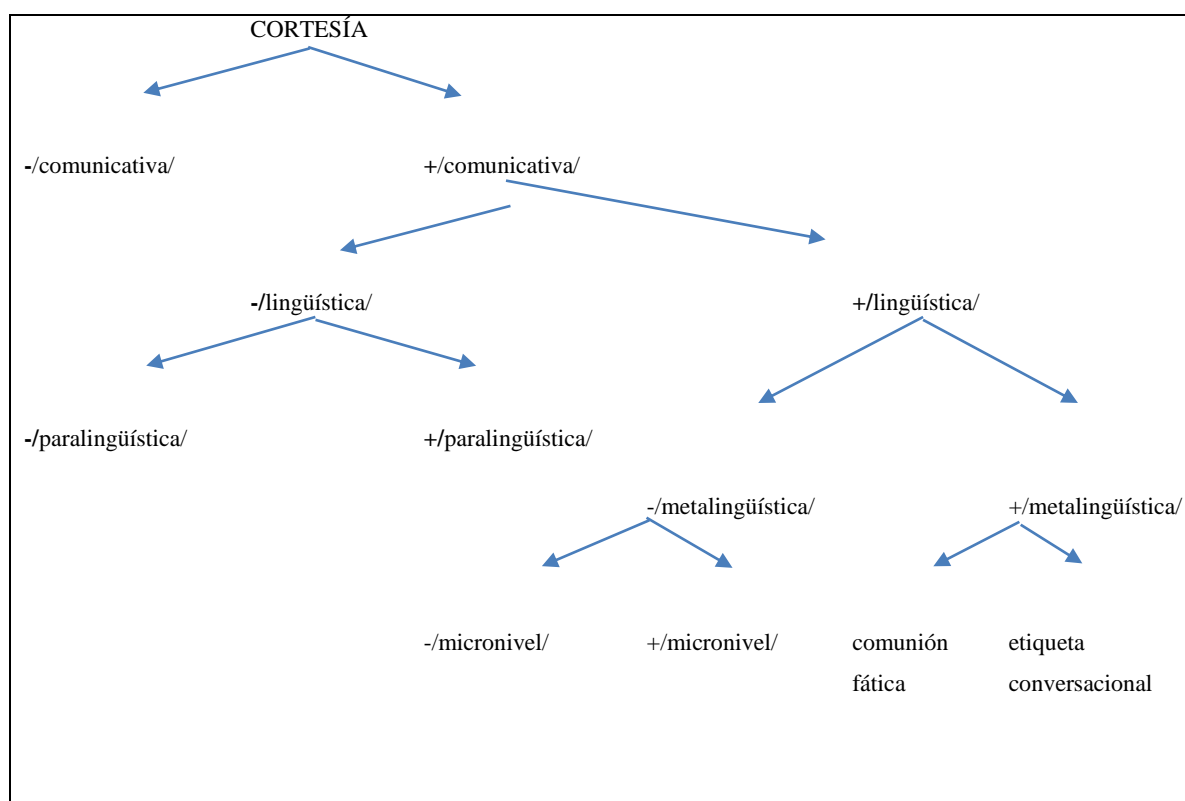 CORTESÍA
-/comunicativa/ +/comunicativa/
-/lingüística/ +/lingüística/
-/paralingüística/ +/paralingüística/
-/metalingüística/ +/metalingüística/
-/micronivel/ +/micronivel/ comunión etiqueta
fática conversacional